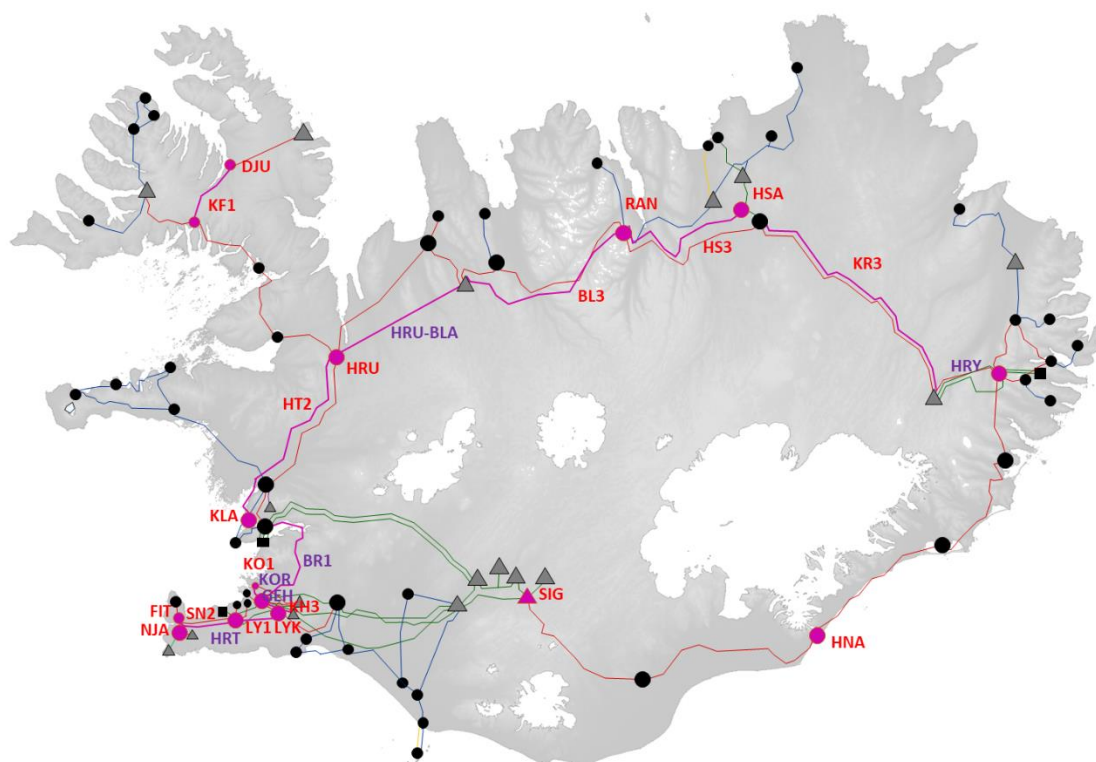 DJU
KF1
RAN
HSA
HS3
KR3
BL3
HRU-BLA
HRU
HRY
HT2
KLA
KO1
BR1
KOR
GEH
KH3
SIG
FIT
SN2
NJA
HRT
LY1
LYK
HNA